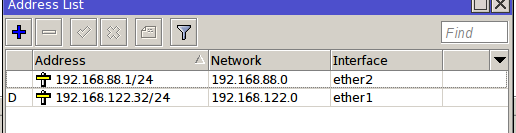 Address List
Find
Address Network Interface
192.168.88.1/24 192.168.88.0 ether2
D 192.168.122.32/24 192.168.122.0 ether1